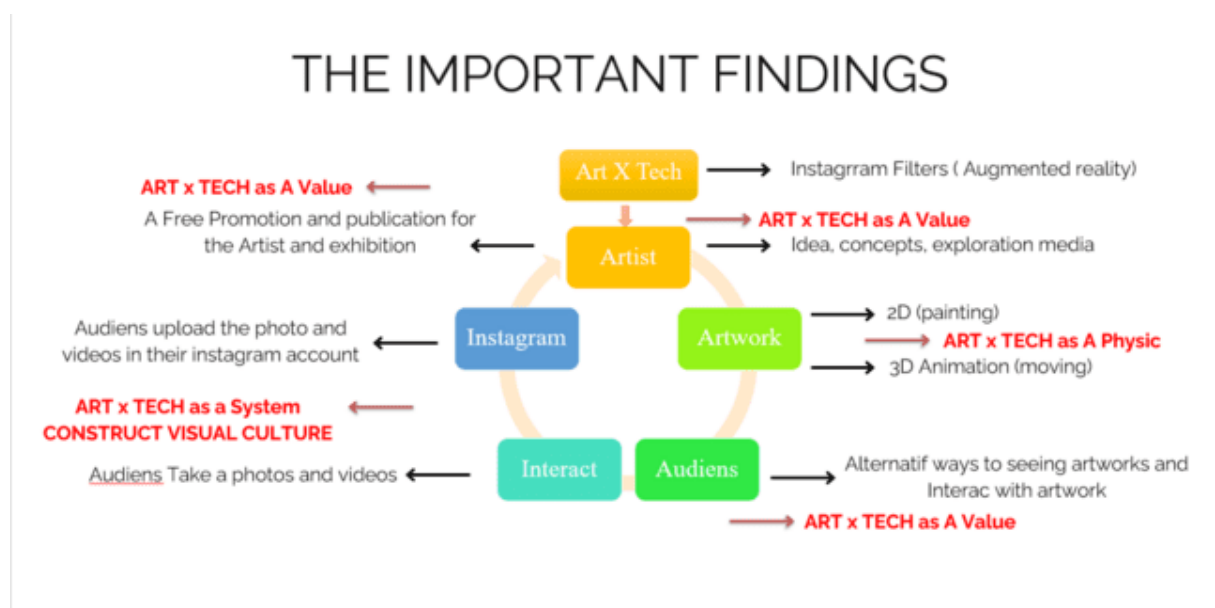 THE IMPORTANT FINDINGS
Art X Tech
Instagrram Filters ( Augmented reality)
ART x TECH as A Value
A Free Promotion and publication for
the Artist and exhibition
ART x TECH as A Value
Artist
Idea, concepts, exploration media
Audiens upload the photo and
videos in their instagram account
Instagram
Artwork
2D (painting)
ART x TECH as A Physic
3D Animation (moving)
ART x TECH as a System
CONSTRUCT VISUAL CULTURE
Audiens Take a photos and videos
Interact
Audiens
Alternatif ways to seeing artworks and
Interac with artwork
ART x TECH as A Value